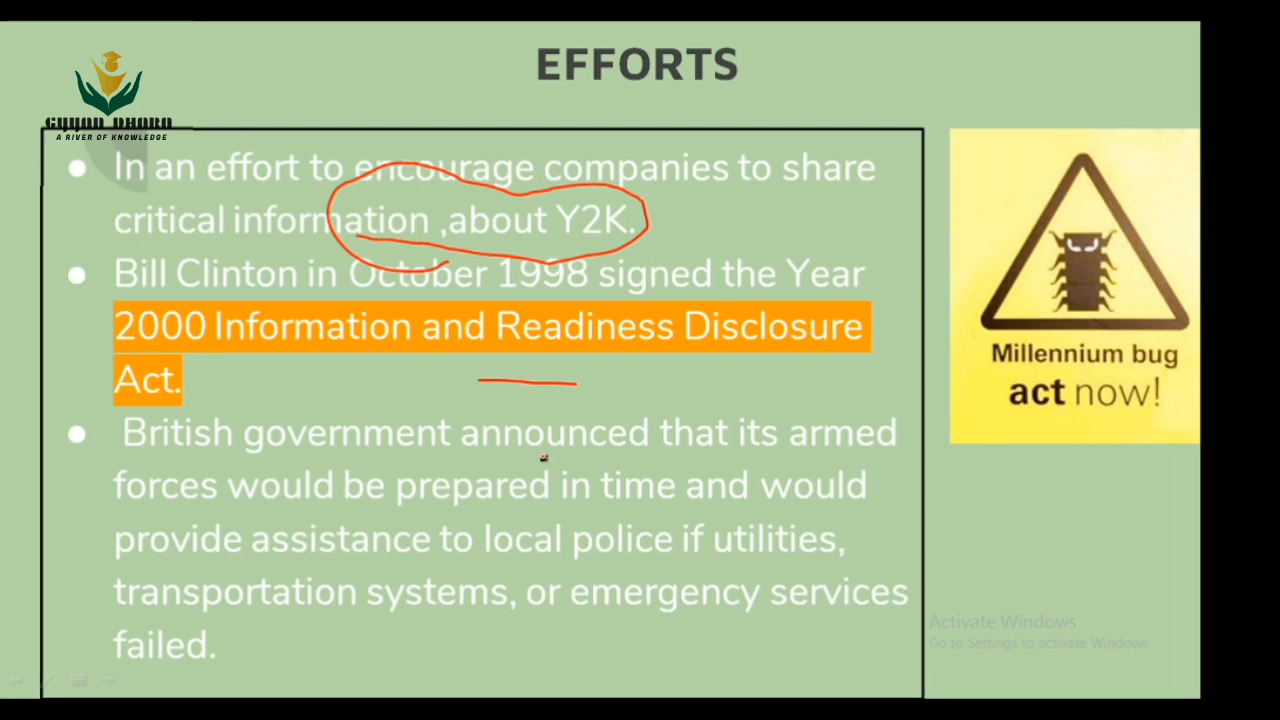 EFFORTS
GYYAN DHARA
A RIVER OF KNOWLEDGE
● In an effort to encourage companies to share
critical information ,about Y2K.
● Bill Clinton in October 1998 signed the Year
2000 Information and Readiness Disclosure
Act.
● British government announced that its armed
forces would be prepared in time and would
provide assistance to local police if utilities,
transportation systems, or emergency services
failed.
Millennium bug
act now!
Activate Windows
Go to Settings to activate Windows.